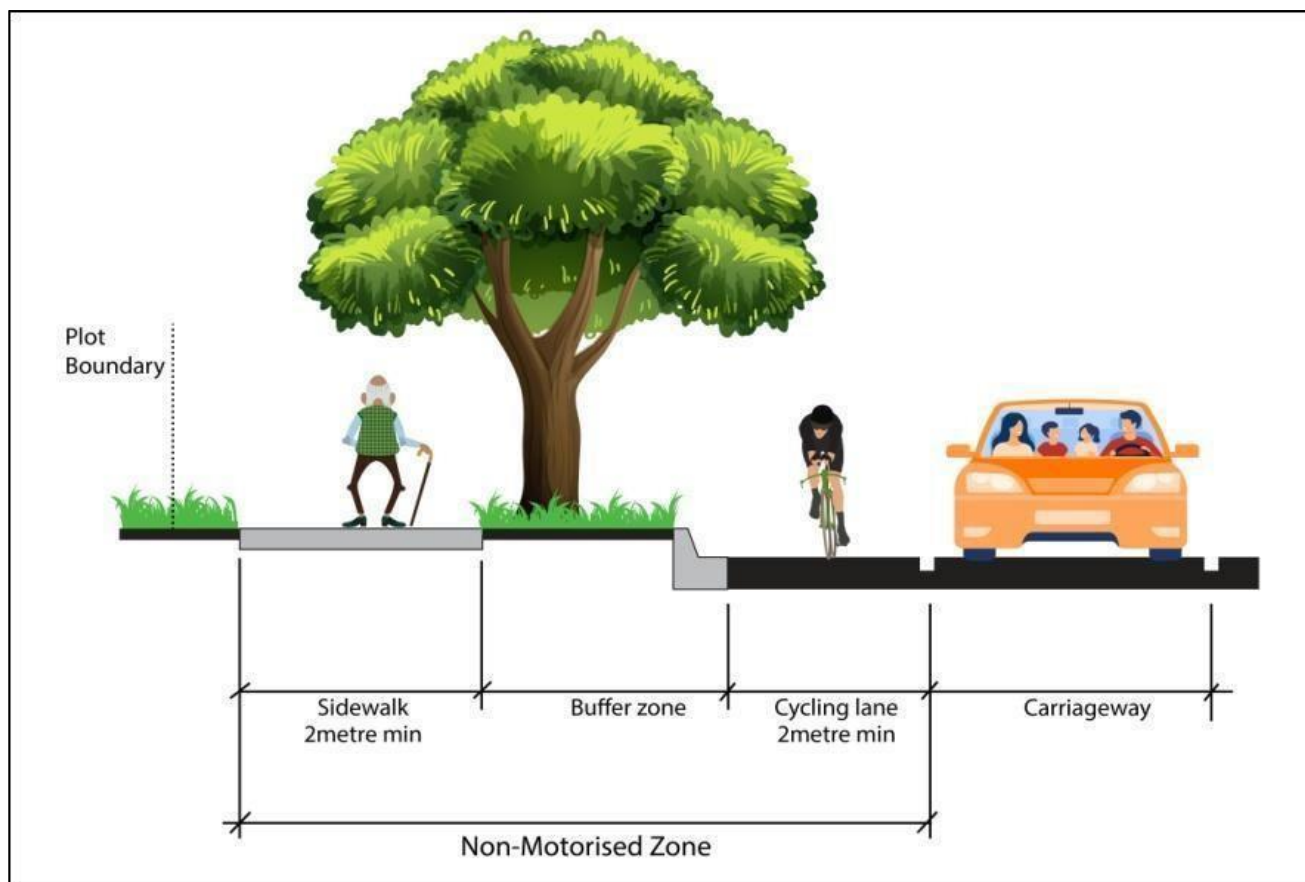 Plot
Boundary
Sidewalk
2metre min
Buffer zone
Cycling lane
2metre min
Carriageway
Non-Motorised Zone